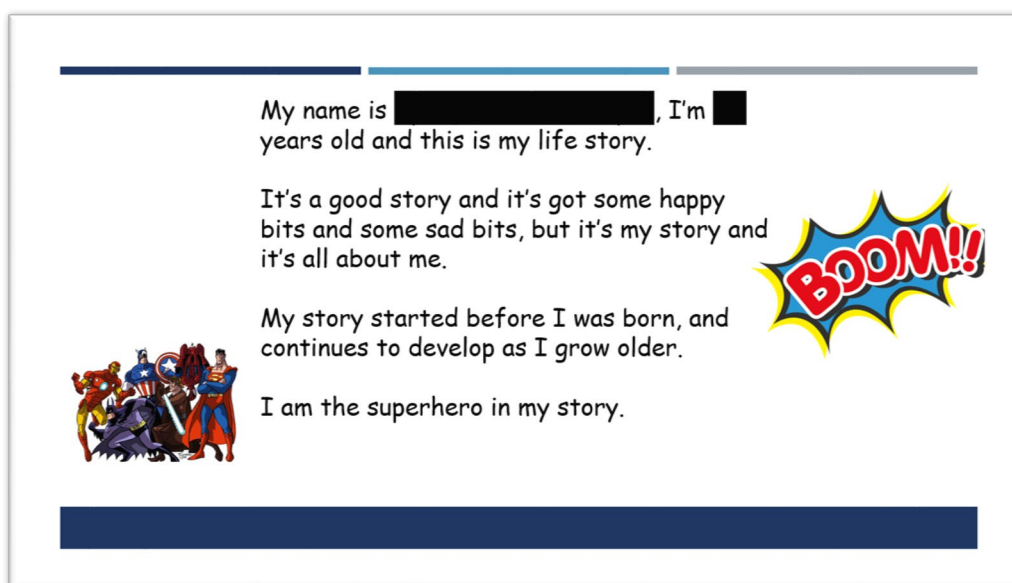 My name is , I'm
years old and this is my life story.
It's a good story and it's got some happy
bits and some sad bits, but it's my story and
it's all about me.
BOOM!!
My story started before I was born, and
continues to develop as I grow older.
I am the superhero in my story.